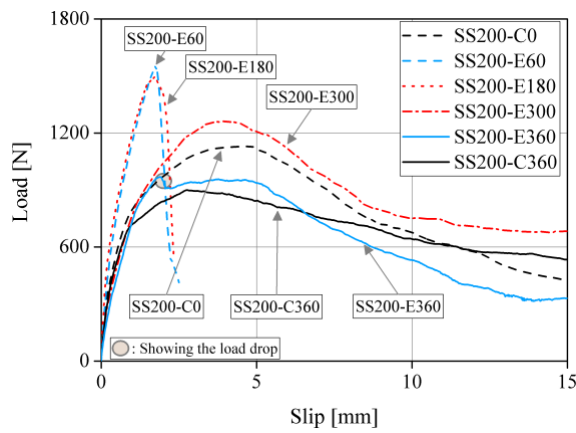 1800
1200
600
0
Load [N]
0
5
10
15
Slip [mm]
SS200-E60
SS200-E180
SS200-E300
SS200-C0
SS200-C360
SS200-E360
: Showing the load drop
SS200-C0
SS200-E60
SS200-E180
SS200-E300
SS200-E360
SS200-C360